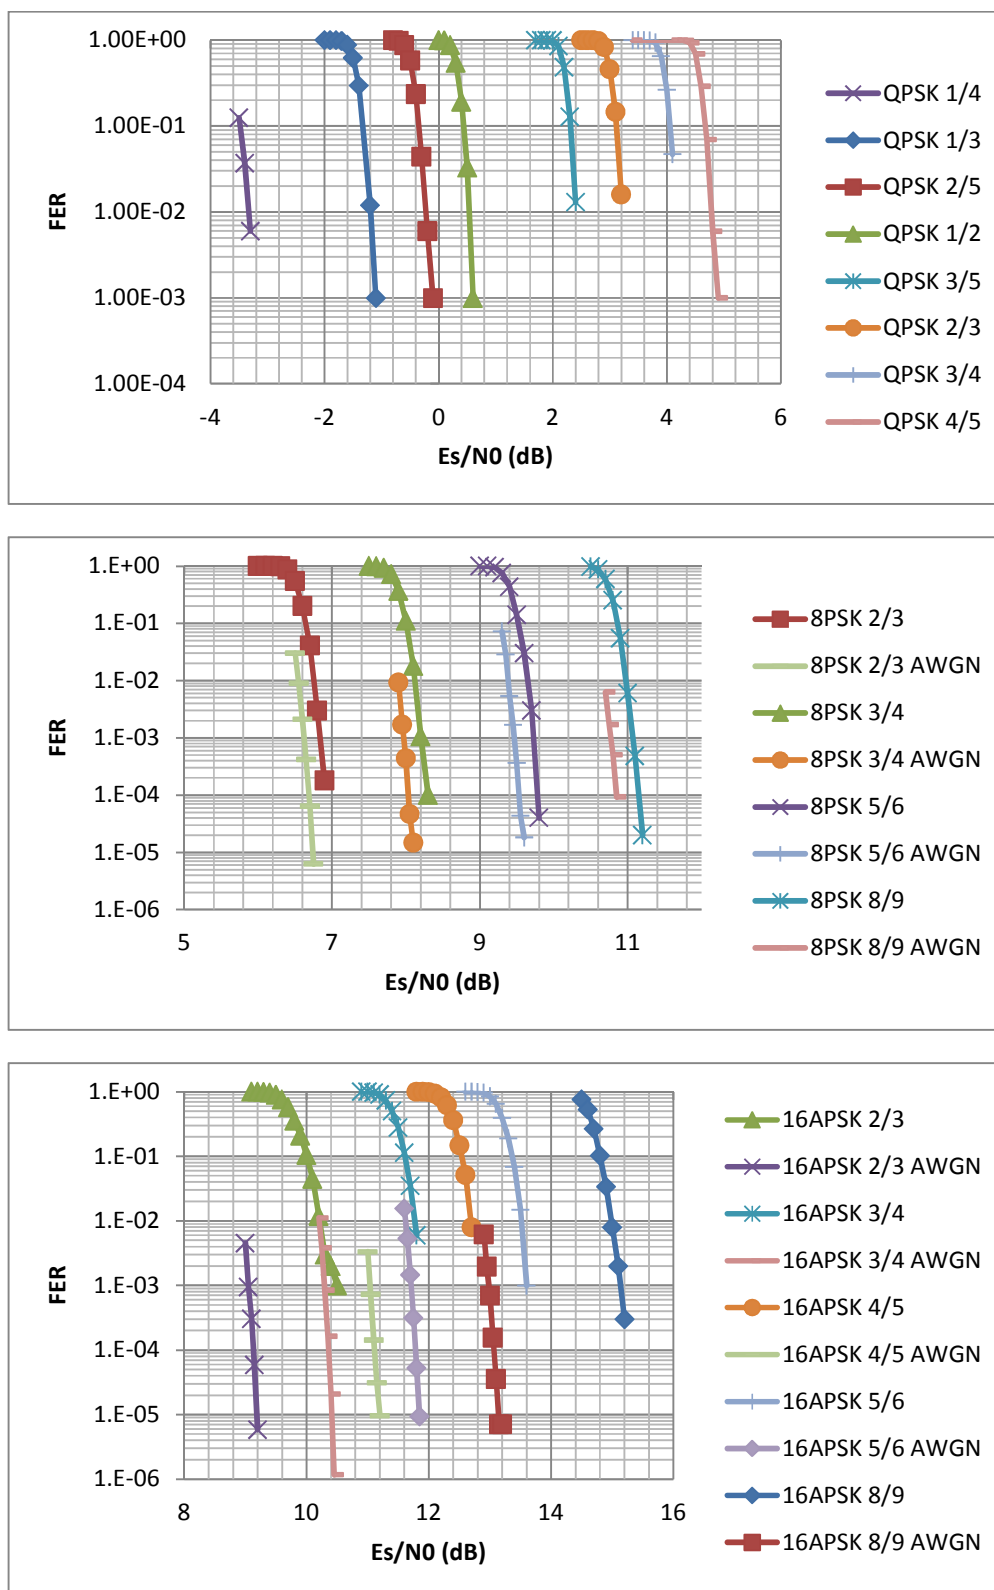 1.00E+00
1.00E-01
1.00E-02
1.00E-03
1.00E-04
FER
-4 -2 0 2 4 6
Es/N0 (dB)
QPSK 1/4
QPSK 1/3
QPSK 2/5
QPSK 1/2
QPSK 3/5
QPSK 2/3
QPSK 3/4
QPSK 4/5
1.E+00
1.E-01
1.E-02
1.E-03
1.E-04
1.E-05
1.E-06
FER
5 7 9 11
Es/N0 (dB)
8PSK 2/3
8PSK 2/3 AWGN
8PSK 3/4
8PSK 3/4 AWGN
8PSK 5/6
8PSK 5/6 AWGN
8PSK 8/9
8PSK 8/9 AWGN
1.E+00
1.E-01
1.E-02
1.E-03
1.E-04
1.E-05
1.E-06
FER
8 10 12 14 16
Es/N0 (dB)
16APSK 2/3
16APSK 2/3 AWGN
16APSK 3/4
16APSK 3/4 AWGN
16APSK 4/5
16APSK 4/5 AWGN
16APSK 5/6
16APSK 5/6 AWGN
16APSK 8/9
16APSK 8/9 AWGN